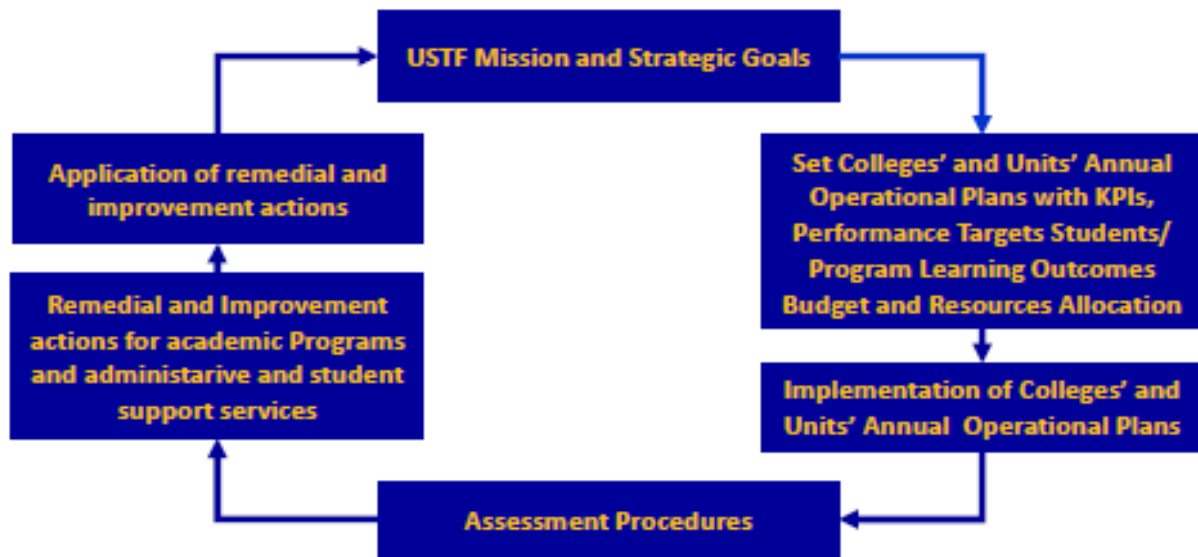 USTF Mission and Strategic Goals
Set Colleges’ and Units’ Annual
Operational Plans with KPIs,
Performance Targets Students/
Program Learning Outcomes
Budget and Resources Allocation
Implementation of Colleges’ and
Units’ Annual Operational Plans
Assessment Procedures
Remedial and Improvement
actions for academic Programs
and administarive and student
support services
Application of remedial and
improvement actions